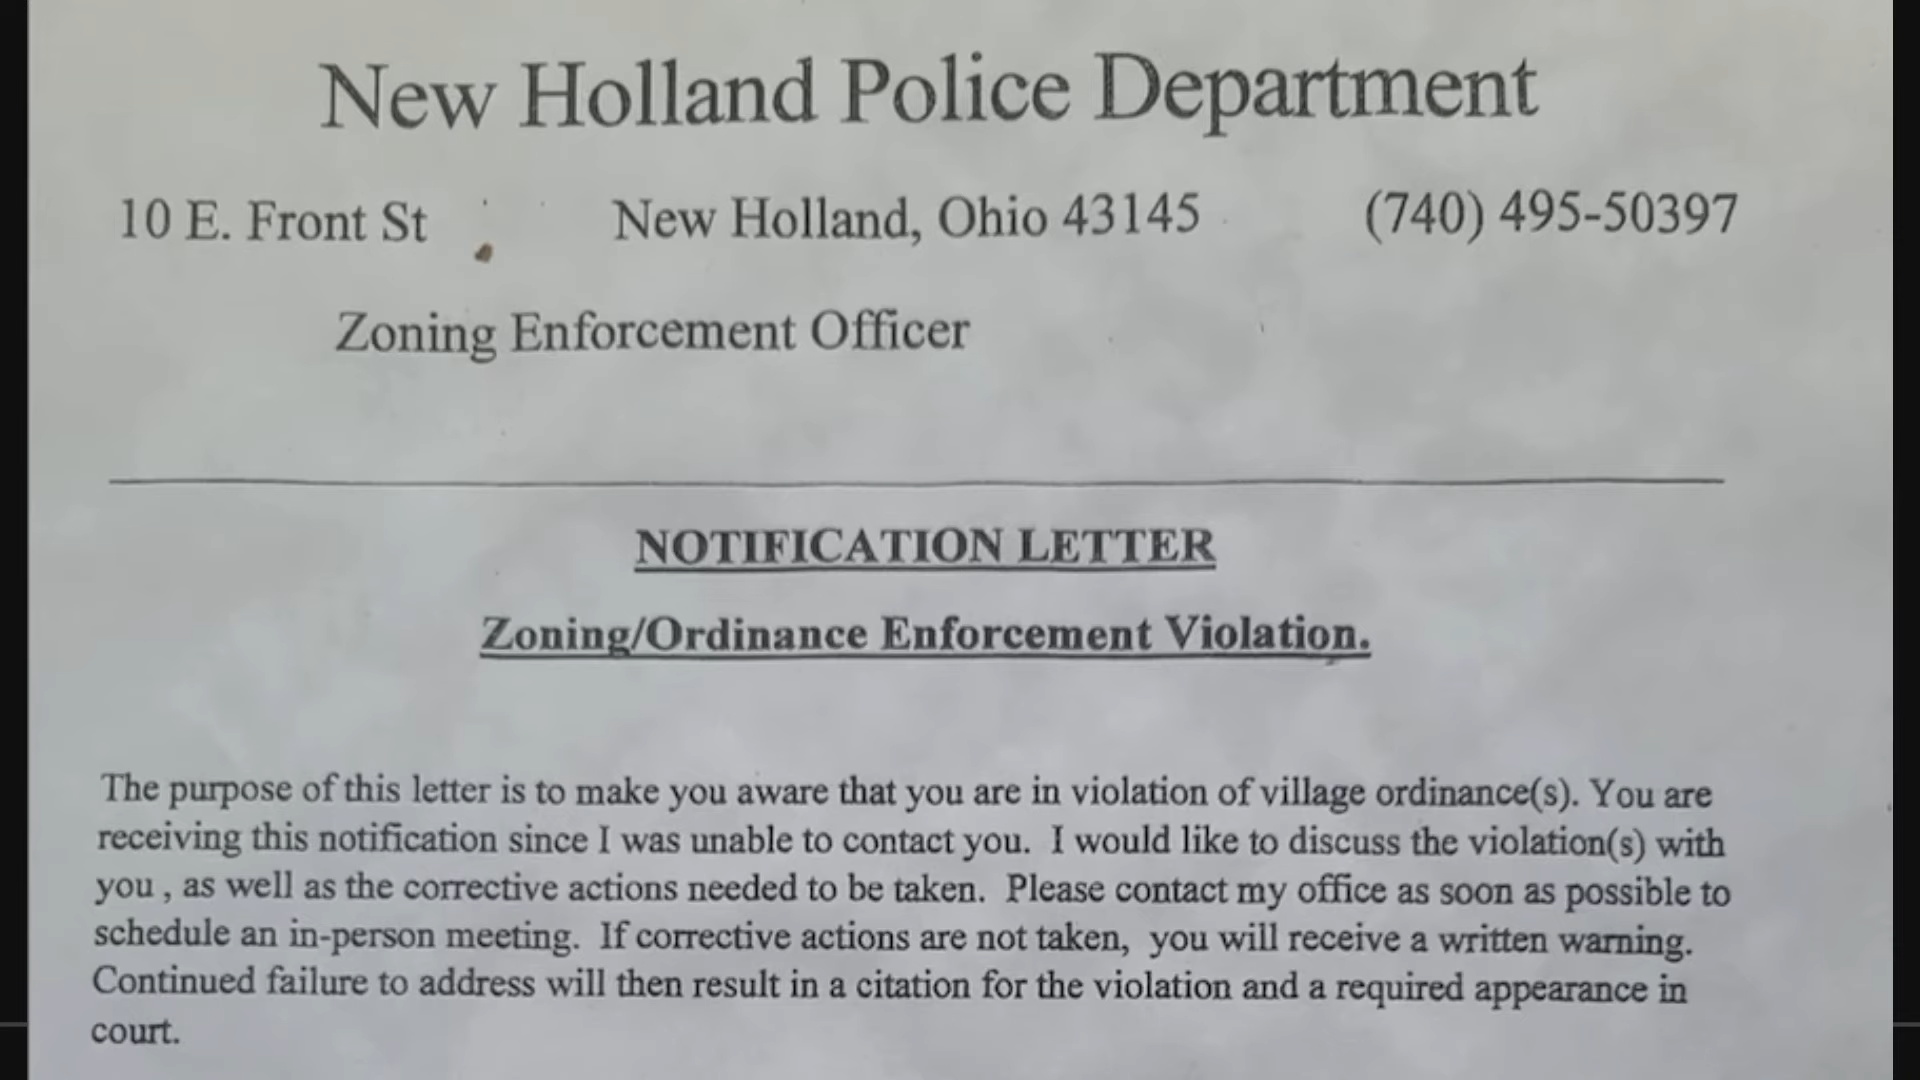 New Holland Police Department
10 E. Front St New Holland, Ohio 43145 (740) 495-50397
Zoning Enforcement Officer
NOTIFICATION LETTER
Zoning/Ordinance Enforcement Violation.
The purpose of this letter is to make you aware that you are in violation of village ordinance(s). You are
receiving this notification since I was unable to contact you. I would like to discuss the violation(s) with
you , as well as the corrective actions needed to be taken. Please contact my office as soon as possible to
schedule an in-person meeting. If corrective actions are not taken, you will receive a written warning.
Continued failure to address will then result in a citation for the violation and a required appearance in
court.